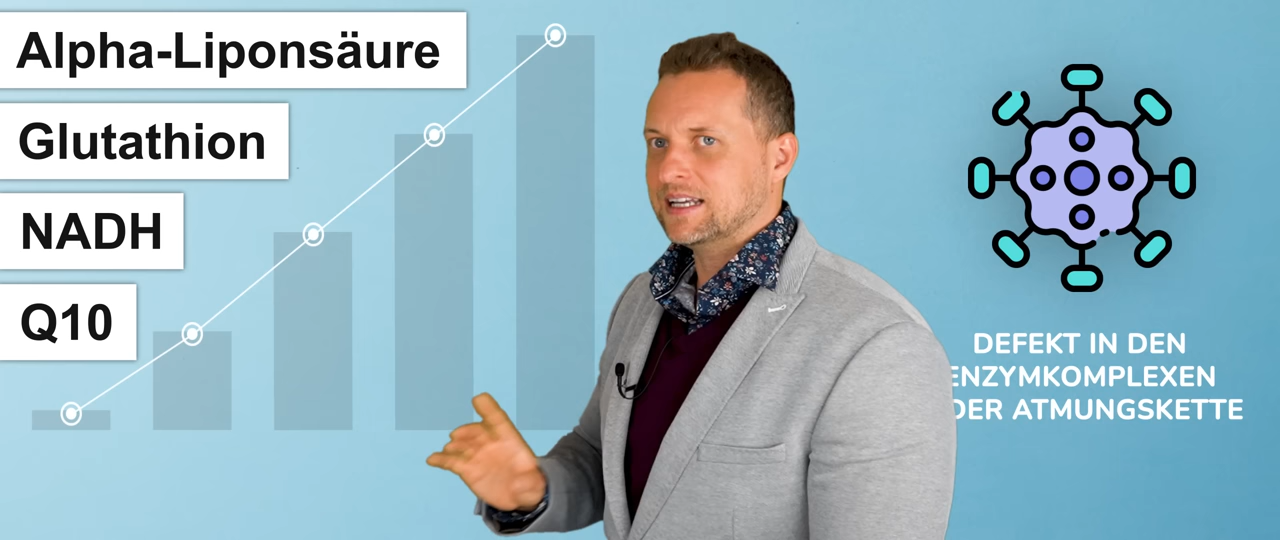 Alpha-Liponsäure
Glutathion
NADH
Q10
DEFEKT IN DEN
ENZYMKOMPLEXEN
DER ATMUNGSKETTE